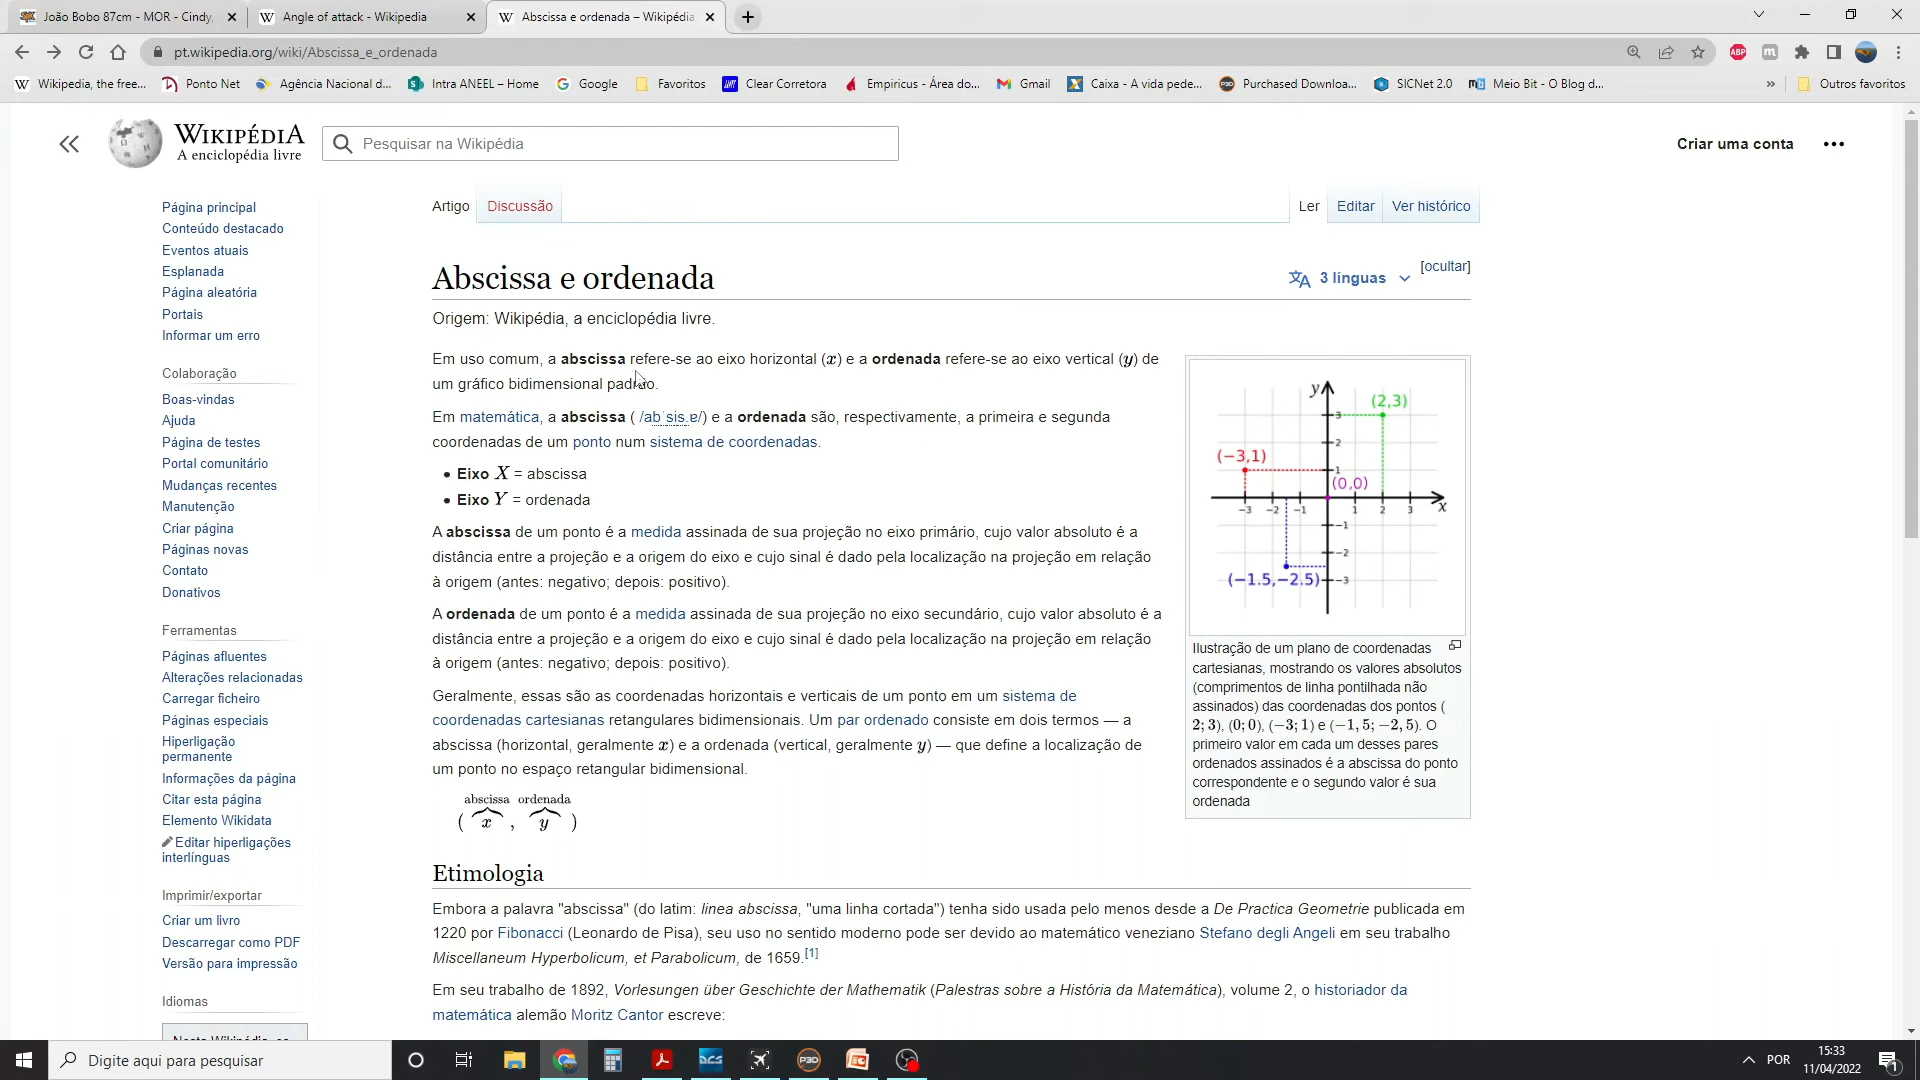 João Bobo 87cm - MOR - Cindy,
Angle of attack - Wikipedia
Abscissa e ordenada – Wikipédia
pt.wikipedia.org/wiki/Abscissa_e_ordenada
ABP
Wikipedia, the free...
Ponto Net
Agência Nacional d...
Intra ANEEL – Home
Google
Favoritos
Clear Corretora
Empiricus - Área do...
Gmail
Caixa - A vida pede...
Purchased Downloa...
SICNet 2.0
Meio Bit - O Blog d...
»
Outros favoritos
WIKIPÉDIA
A enciclopédia livre
Pesquisar na Wikipédia
Criar uma conta
Artigo
Discussão
Ler
Editar
Ver histórico
Página principal
Conteúdo destacado
Eventos atuais
Esplanada
Página aleatória
Portais
Informar um erro
Colaboração
Boas-vindas
Ajuda
Página de testes
Portal comunitário
Mudanças recentes
Manutenção
Criar página
Páginas novas
Contato
Donativos
Ferramentas
Páginas afluentes
Alterações relacionadas
Carregar ficheiro
Páginas especiais
Hiperligação
permanente
Informações da página
Citar esta página
Elemento Wikidata
Editar hiperligações
interlínguas
Imprimir/exportar
Criar um livro
Descarregar como PDF
Versão para impressão
Idiomas
Abscissa e ordenada
3 línguas
[ocultar]
Origem: Wikipédia, a enciclopédia livre.
Em uso comum, a abscissa refere-se ao eixo horizontal (x) e a ordenada refere-se ao eixo vertical (y) de
um gráfico bidimensional padrão.
Em matemática, a abscissa ( /abˈsis.ɐ/) e a ordenada são, respectivamente, a primeira e segunda
coordenadas de um ponto num sistema de coordenadas.
• Eixo X = abscissa
• Eixo Y = ordenada
A abscissa de um ponto é a medida assinada de sua projeção no eixo primário, cujo valor absoluto é a
distância entre a projeção e a origem do eixo e cujo sinal é dado pela localização na projeção em relação
à origem (antes: negativo; depois: positivo).
A ordenada de um ponto é a medida assinada de sua projeção no eixo secundário, cujo valor absoluto é a
distância entre a projeção e a origem do eixo e cujo sinal é dado pela localização na projeção em relação
à origem (antes: negativo; depois: positivo).
Geralmente, essas são as coordenadas horizontais e verticais de um ponto em um sistema de
coordenadas cartesianas retangulares bidimensionais. Um par ordenado consiste em dois termos — a
abscissa (horizontal, geralmente x) e a ordenada (vertical, geralmente y) — que define a localização de
um ponto no espaço retangular bidimensional.
abscissa ordenada
( x , y )
y
(2,3)
3
2
(−3,1)
1
(0,0)
−3 −2 −1 1 2 3 x
−1
−2
(−1.5,−2.5) −3
Ilustração de um plano de coordenadas
cartesianas, mostrando os valores absolutos
(comprimentos de linha pontilhada não
assinados) das coordenadas dos pontos (
2; 3), (0; 0), (−3; 1) e (−1, 5; −2, 5). O
primeiro valor em cada um desses pares
ordenados assinados é a abscissa do ponto
correspondente e o segundo valor é sua
ordenada
Etimologia
Embora a palavra "abscissa" (do latim: linea abscissa, "uma linha cortada") tenha sido usada pelo menos desde a De Practica Geometrie publicada em
1220 por Fibonacci (Leonardo de Pisa), seu uso no sentido moderno pode ser devido ao matemático veneziano Stefano degli Angeli em seu trabalho
Miscellaneum Hyperbolicum, et Parabolicum, de 1659.[1]
Em seu trabalho de 1892, Vorlesungen über Geschichte der Mathematik (Palestras sobre a História da Matemática), volume 2, o historiador da
matemática alemão Moritz Cantor escreve:
Digite aqui para pesquisar
DCS
P3D
POR
15:33
11/04/2022
1